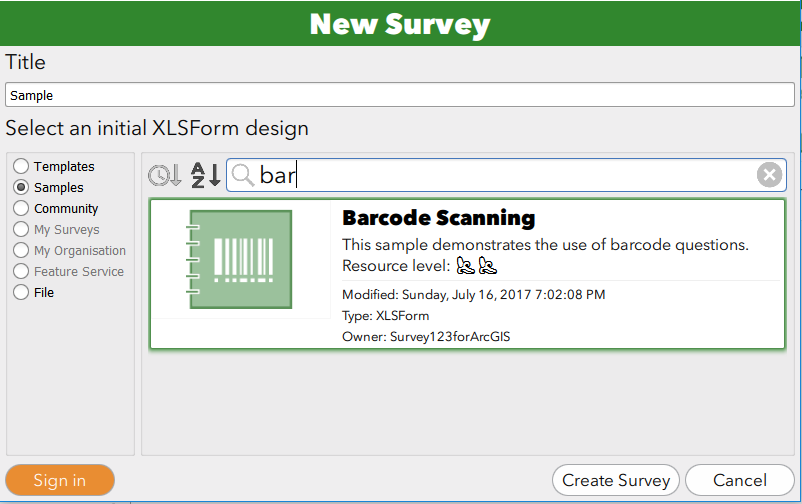 New Survey
Title
Sample
Select an initial XLSForm design
Templates
Samples
Community
My Surveys
My Organisation
Feature Service
File
A
Z
bar
Barcode Scanning
This sample demonstrates the use of barcode questions.
Resource level:
Modified: Sunday, July 16, 2017 7:02:08 PM
Type: XLSForm
Owner: Survey123forArcGIS
Sign in
Create Survey
Cancel